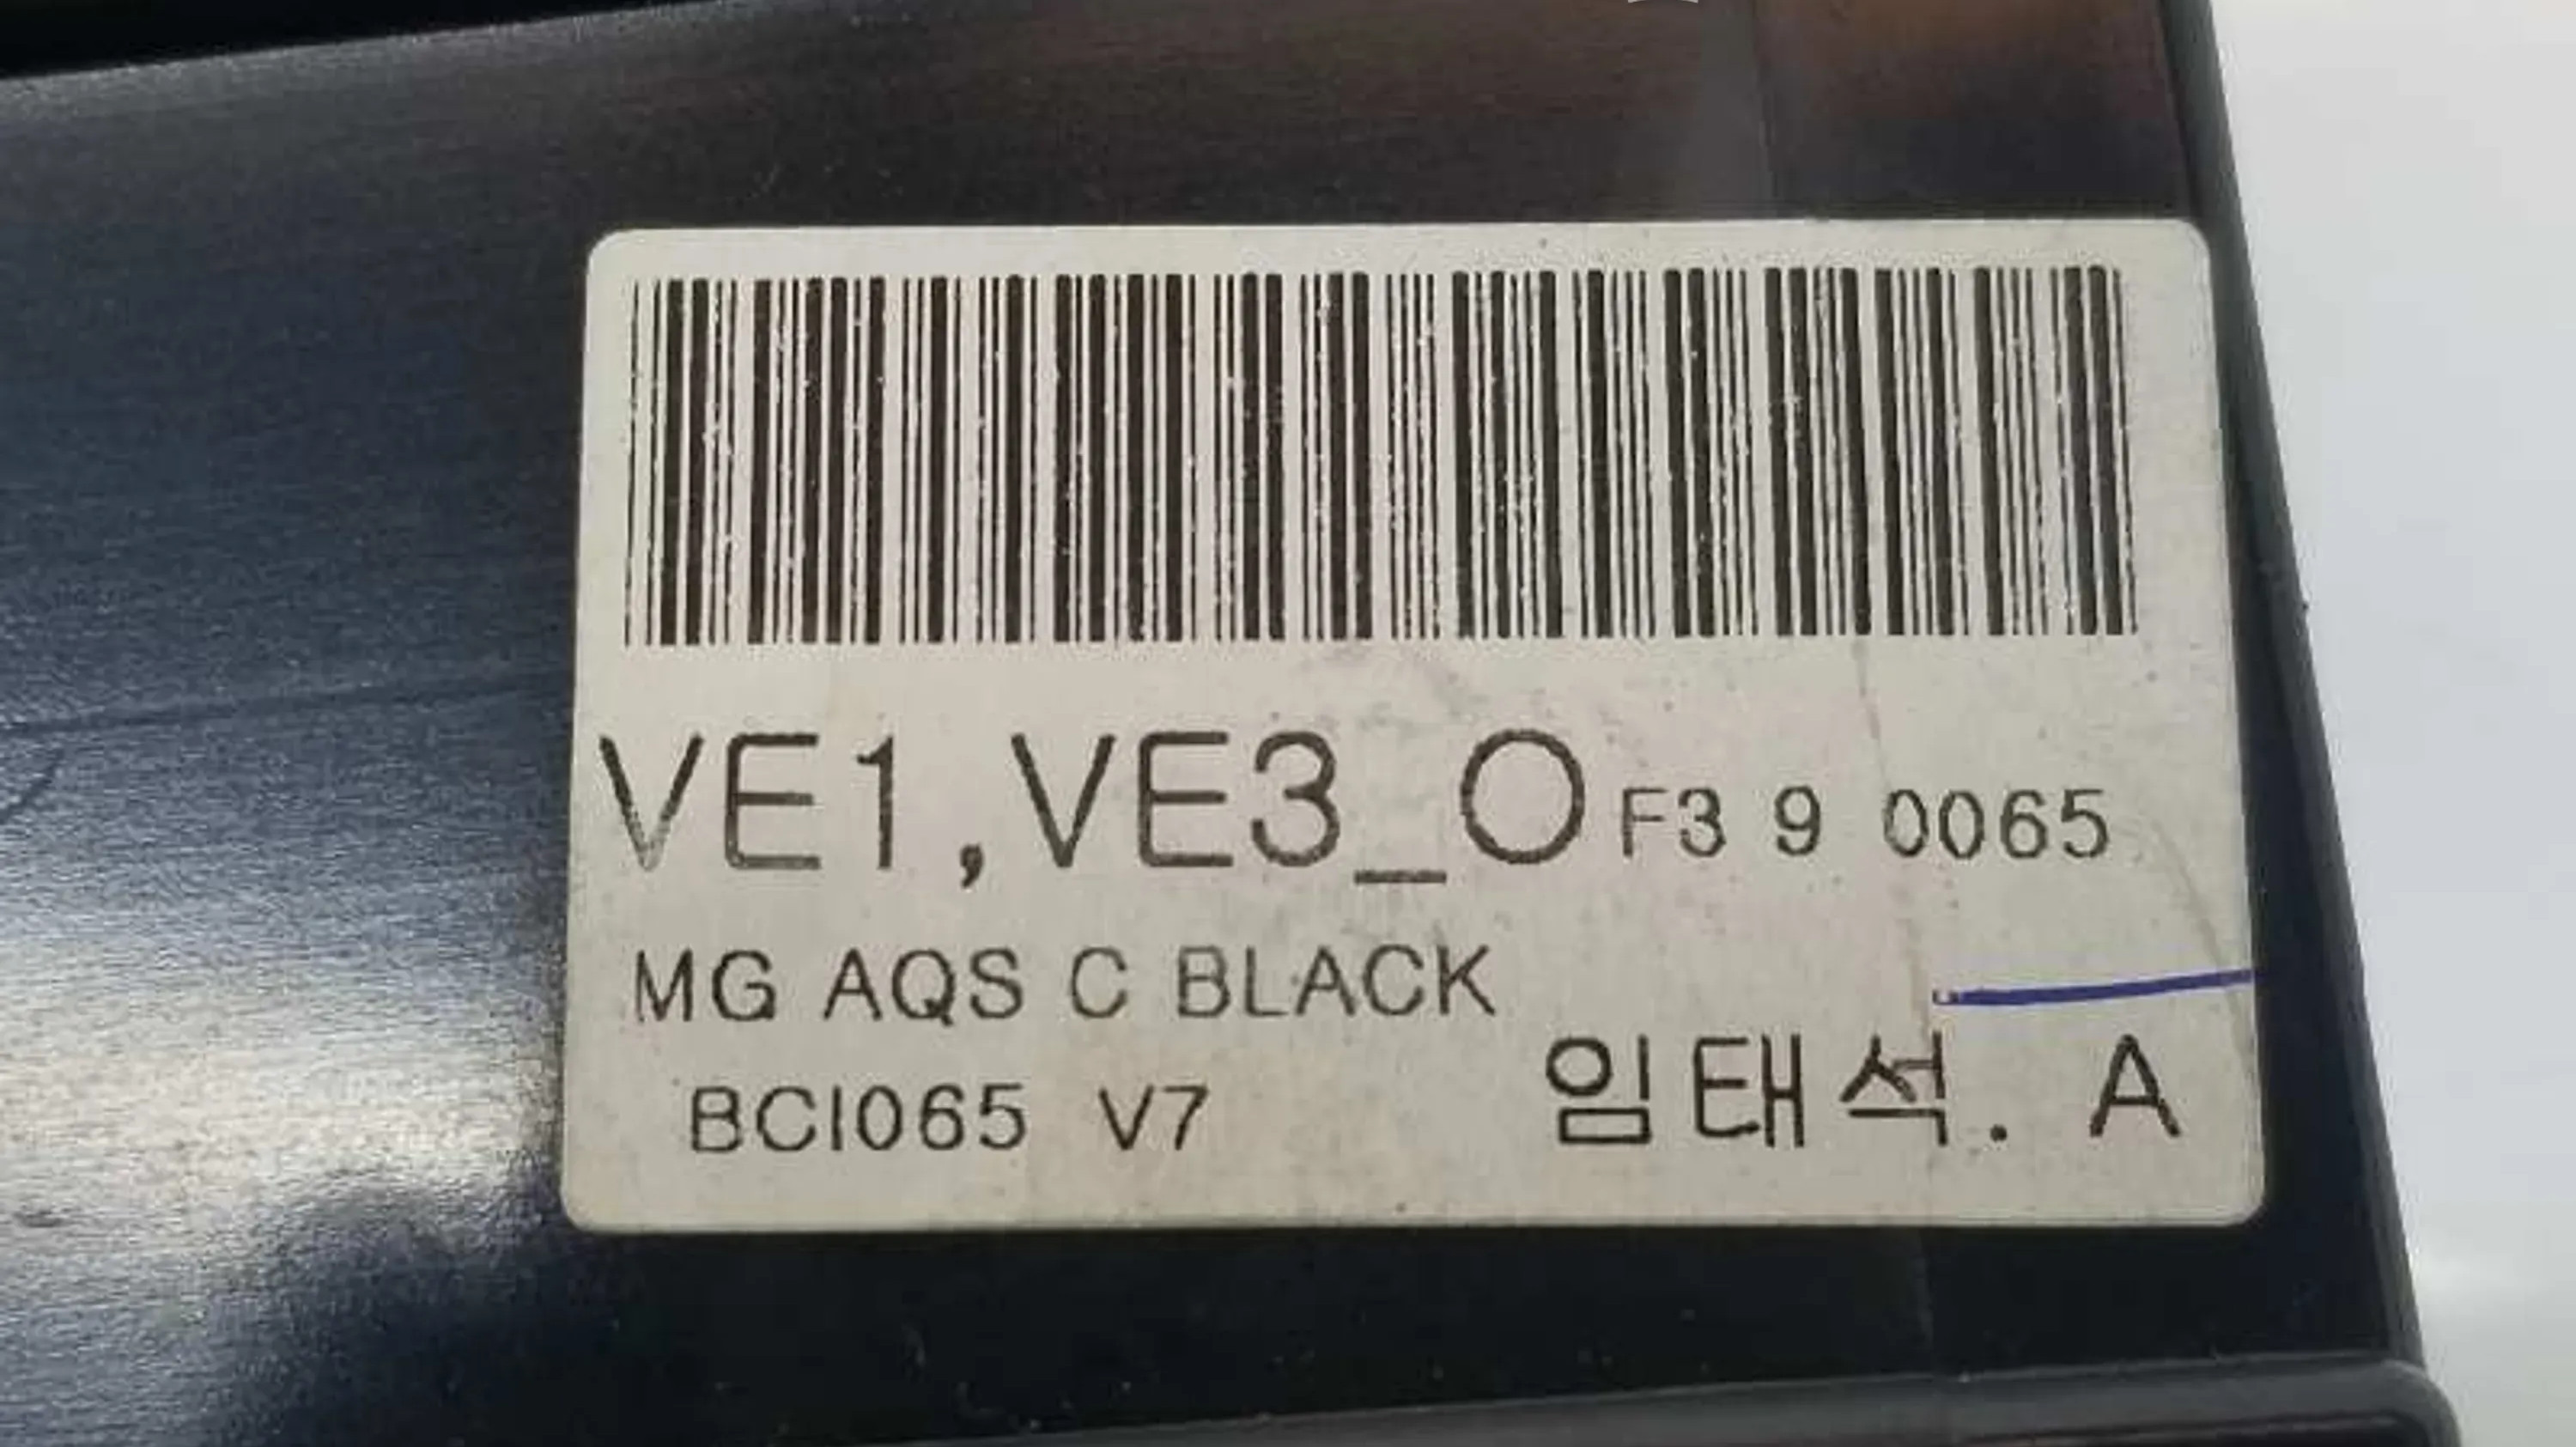 VE1,VE3_O F3 9 0065
MG AQS C BLACK
BCI065 V7 임태석. A